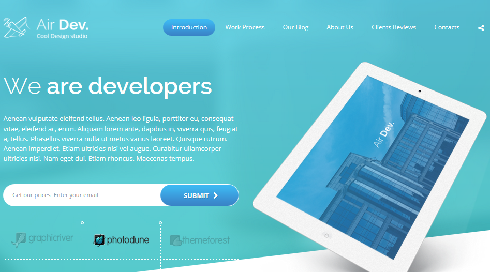 Air Dev.
Cool Design studio
Introduction
Work Process
Our Blog
About Us
Clients Reviews
Contacts
We are developers
Aenean vulputate eleifend tellus. Aenean leo ligula, porttitor eu, consequat
vitae, eleifend ac, enim. Aliquam lorem ante, dapibus in, viverra quis, feugiat
a, tellus. Phasellus viverra nulla ut metus varius laoreet. Quisque rutrum.
Aenean imperdiet. Etiam ultricies nisi vel augue. Curabitur ullamcorper
ultricies nisi. Nam eget dui. Etiam rhoncus. Maecenas tempus.
Get our prices. Enter your email
SUBMIT
graphicriver
photodune
themeforest
Air Dev.